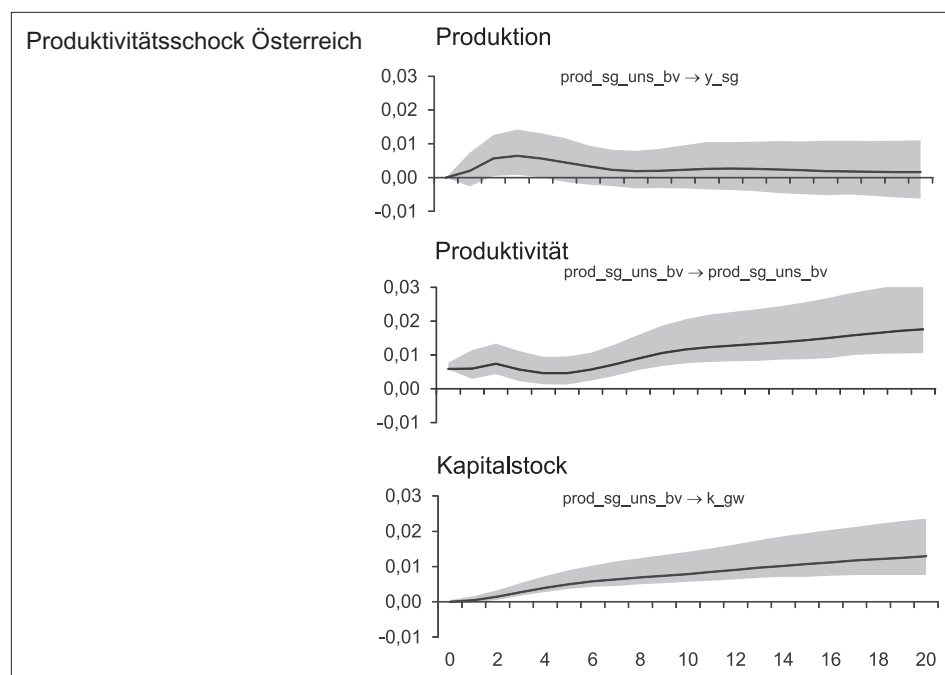 Produktivitätsschock Österreich
Produktion
prod_sg_uns_bv → y_sg
0,03
0,02
0,01
0,00
-0,01
Produktivität
prod_sg_uns_bv → prod_sg_uns_bv
0,03
0,02
0,01
0,00
-0,01
Kapitalstock
prod_sg_uns_bv → k_gw
0,03
0,02
0,01
0,00
-0,01
0 2 4 6 8 10 12 14 16 18 20